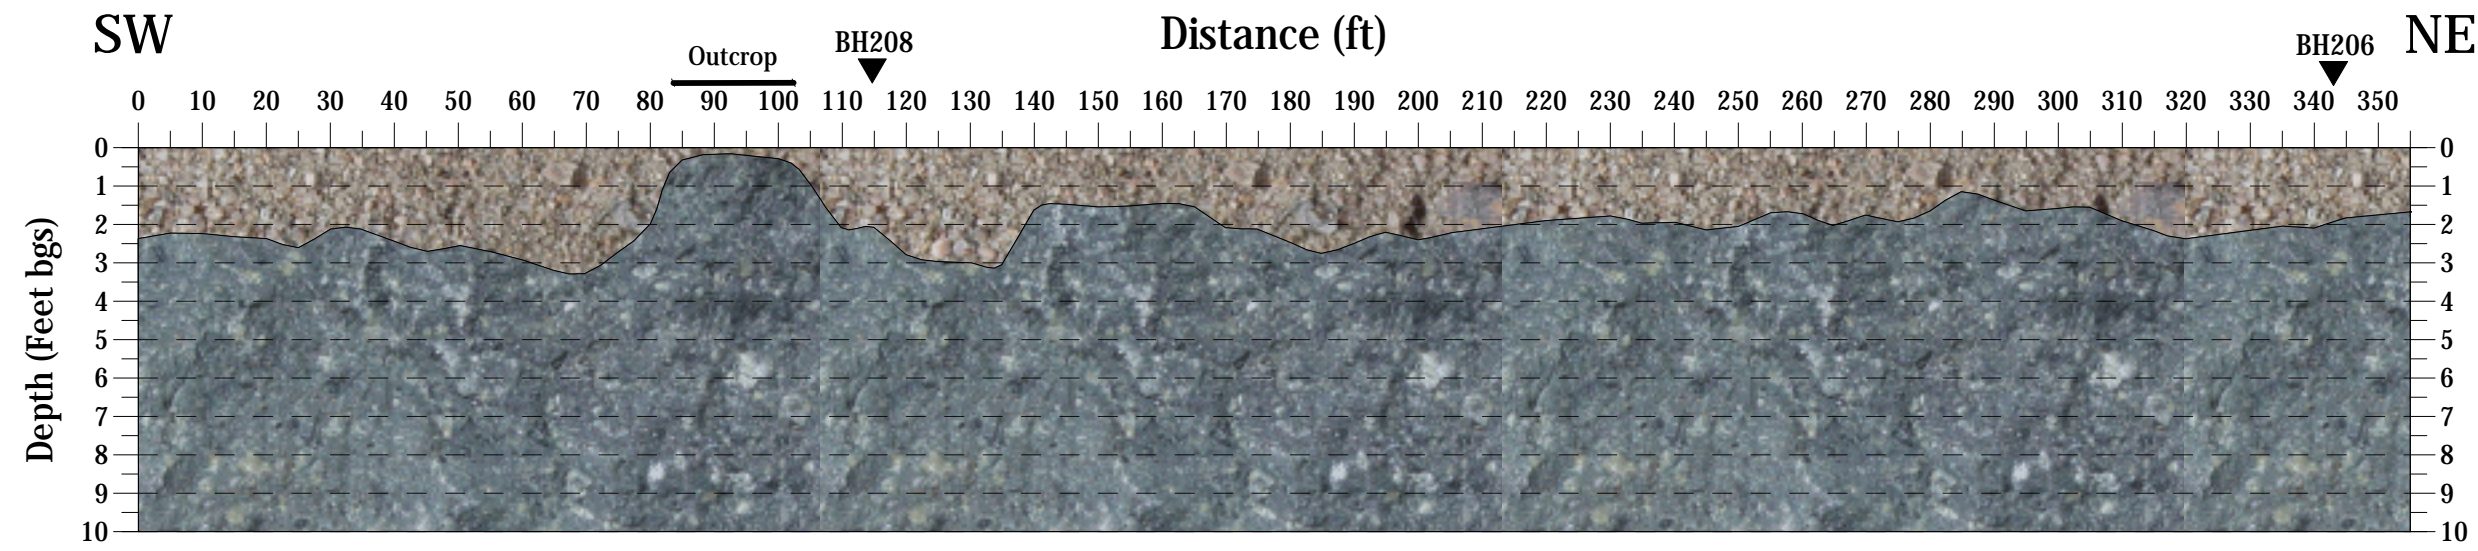 SW
Outcrop
BH208
Distance (ft)
BH206
NE
0 10 20 30 40 50 60 70 80 90 100 110 120 130 140 150 160 170 180 190 200 210 220 230 240 250 260 270 280 290 300 310 320 330 340 350
Depth (Feet bgs)
0 0
1 1
2 2
3 3
4 4
5 5
6 6
7 7
8 8
9 9
10 10